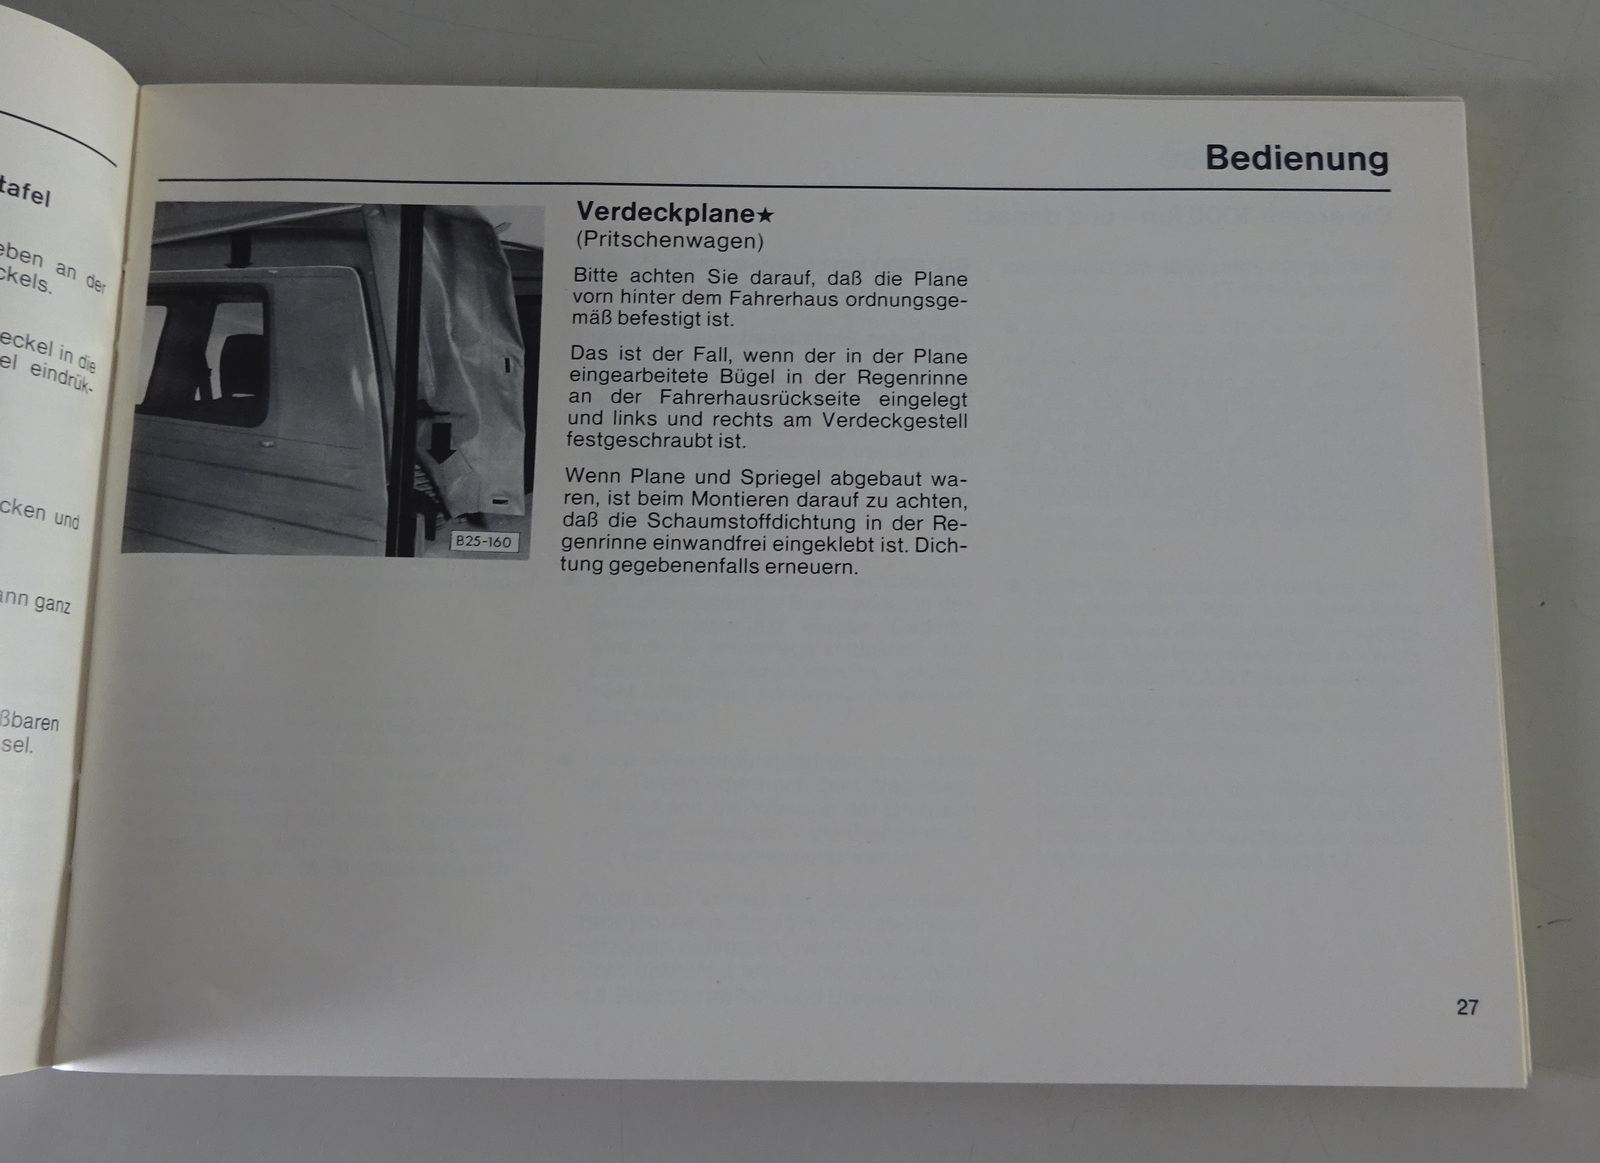 tafel
eben an der
ckels.
eckel in die
el eindrük-
cken und
ann ganz
ßbaren
sel.
Bedienung
B25-160
Verdeckplane★
(Pritschenwagen)
Bitte achten Sie darauf, daß die Plane
vorn hinter dem Fahrerhaus ordnungsge-
mäß befestigt ist.
Das ist der Fall, wenn der in der Plane
eingearbeitete Bügel in der Regenrinne
an der Fahrerhausrückseite eingelegt
und links und rechts am Verdeckgestell
festgeschraubt ist.
Wenn Plane und Spriegel abgebaut wa-
ren, ist beim Montieren darauf zu achten,
daß die Schaumstoffdichtung in der Re-
genrinne einwandfrei eingeklebt ist. Dich-
tung gegebenenfalls erneuern.
27